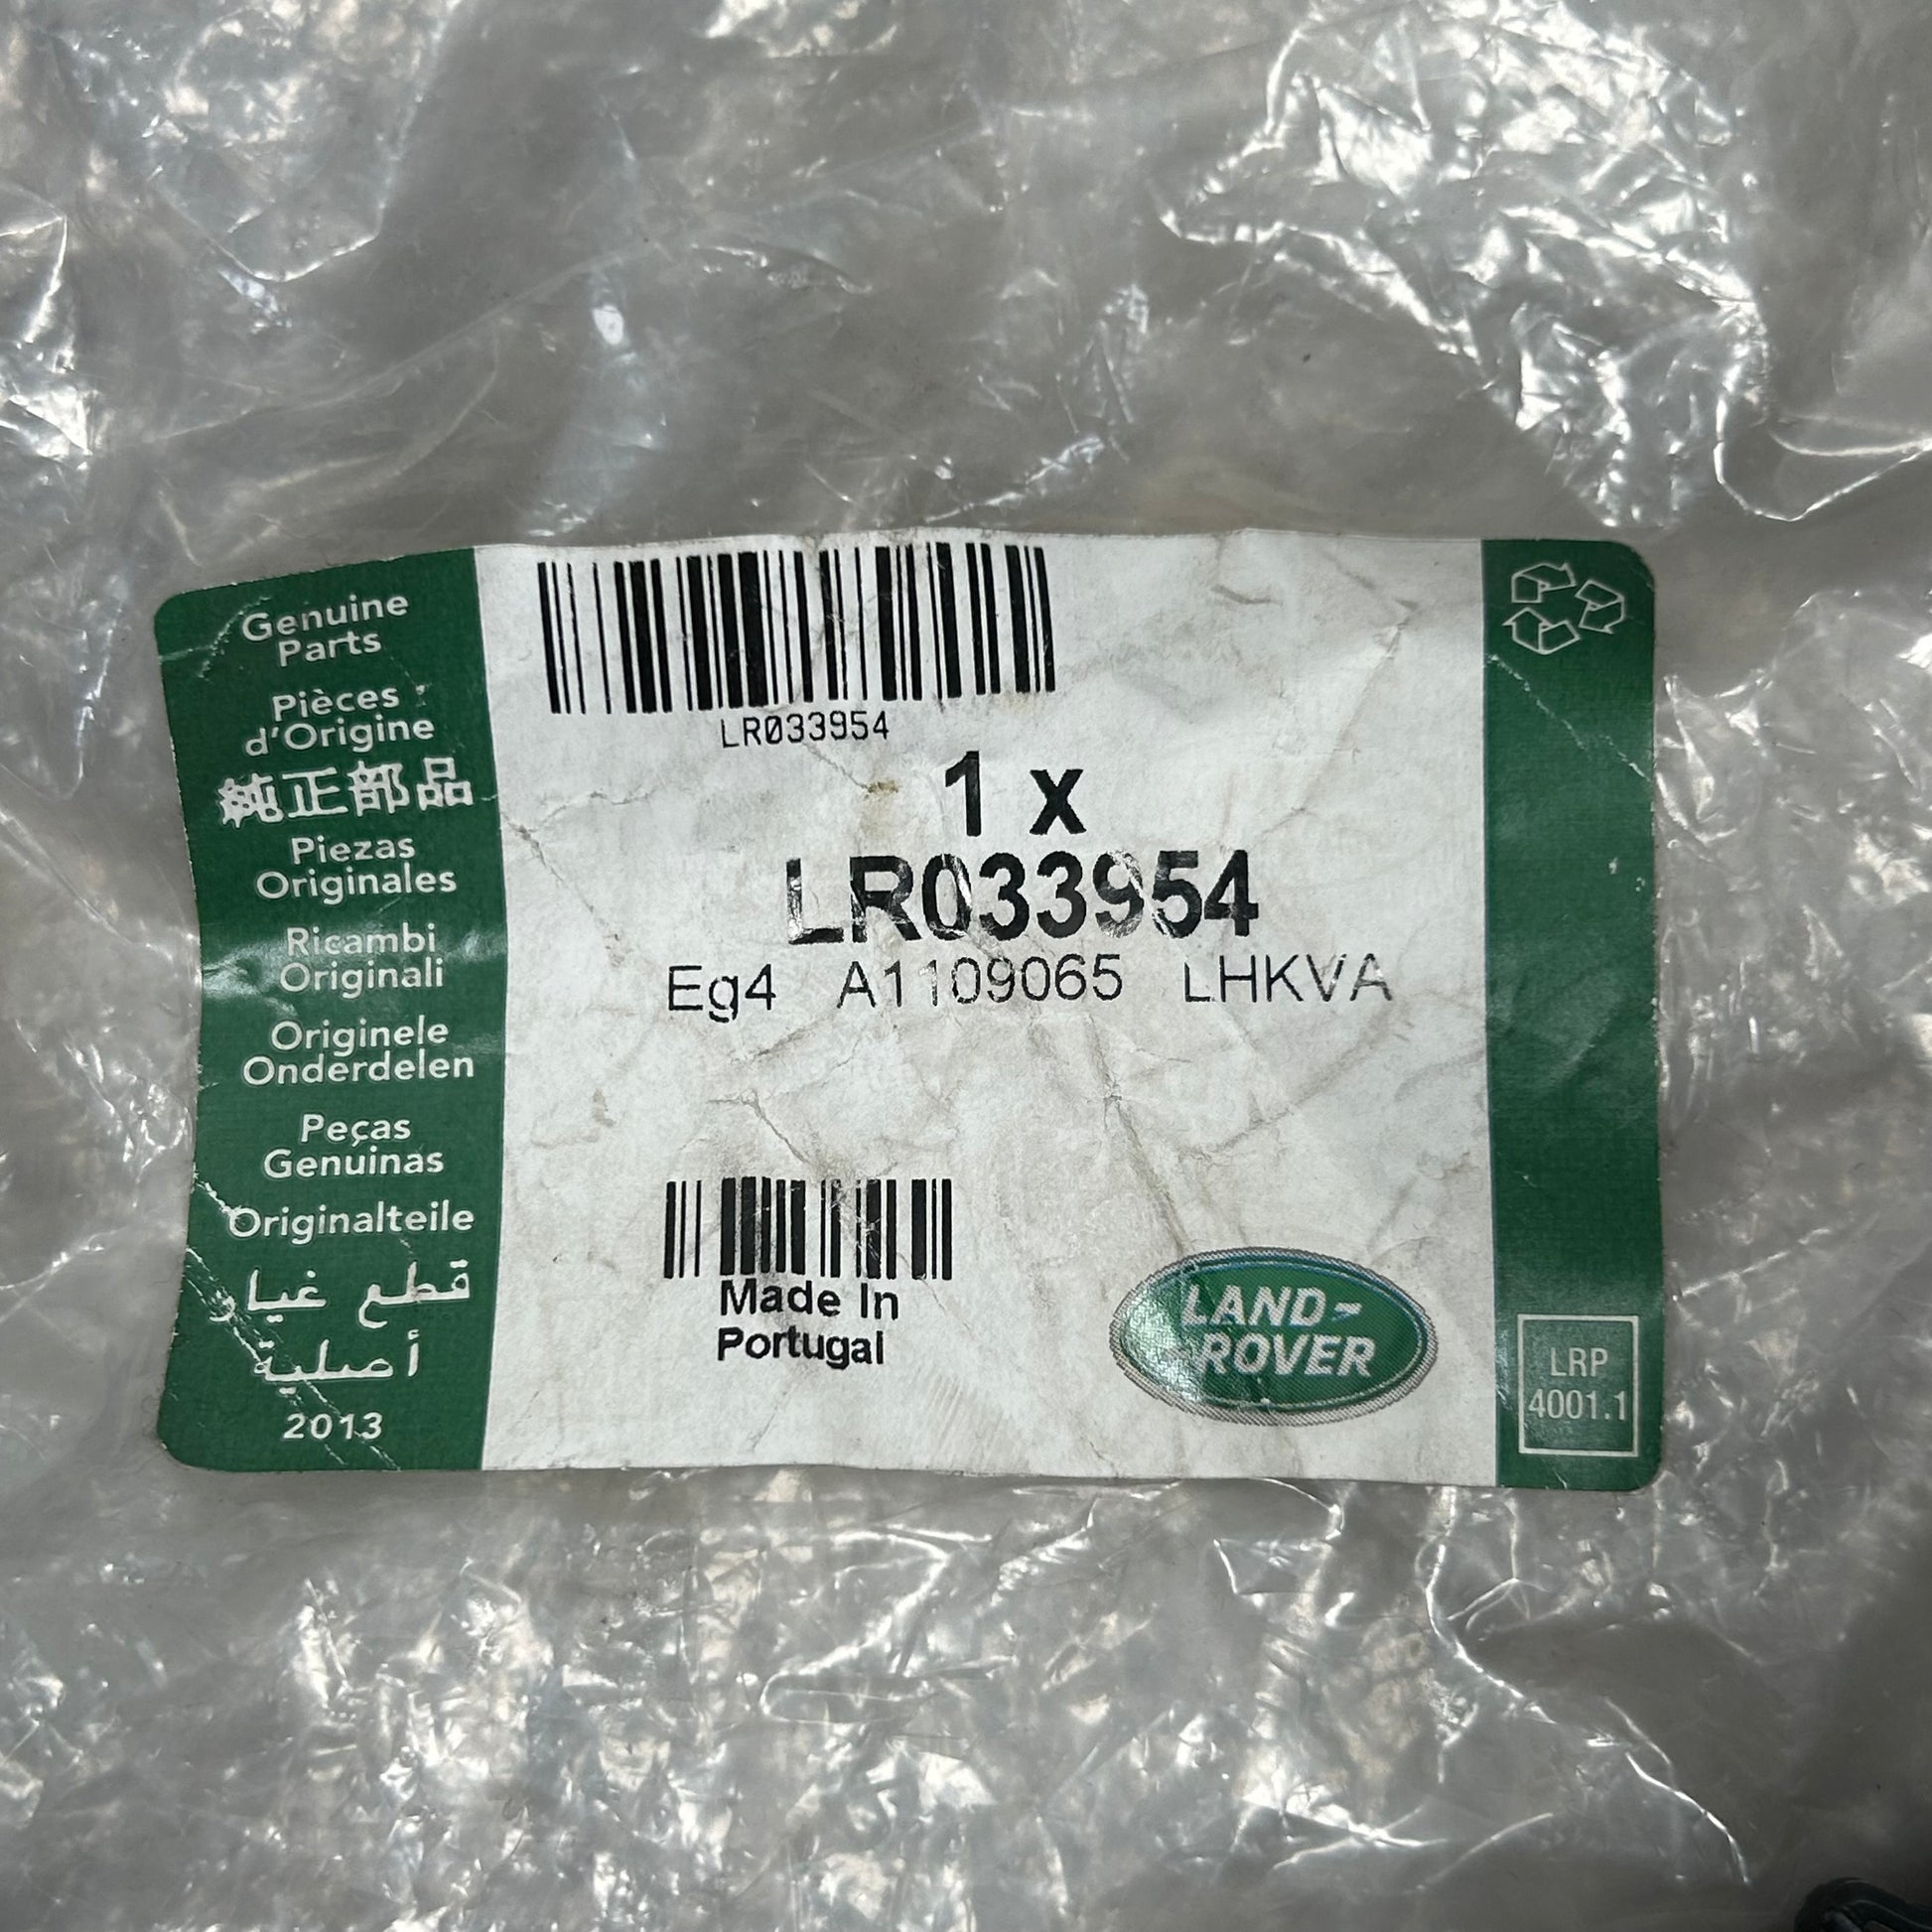 Genuine
Parts
Pièces
d'Origine
純正部品
Piezas
Originales
Ricambi
Originali
Originele
Onderdelen
Peças
Genuinas
Originalteile
قطع غيار
أصلية
2013
LR033954
1 x
LR033954
Eg4 A1109065 LHKVA
Made In
Portugal
LAND-
ROVER
LRP
4001.1